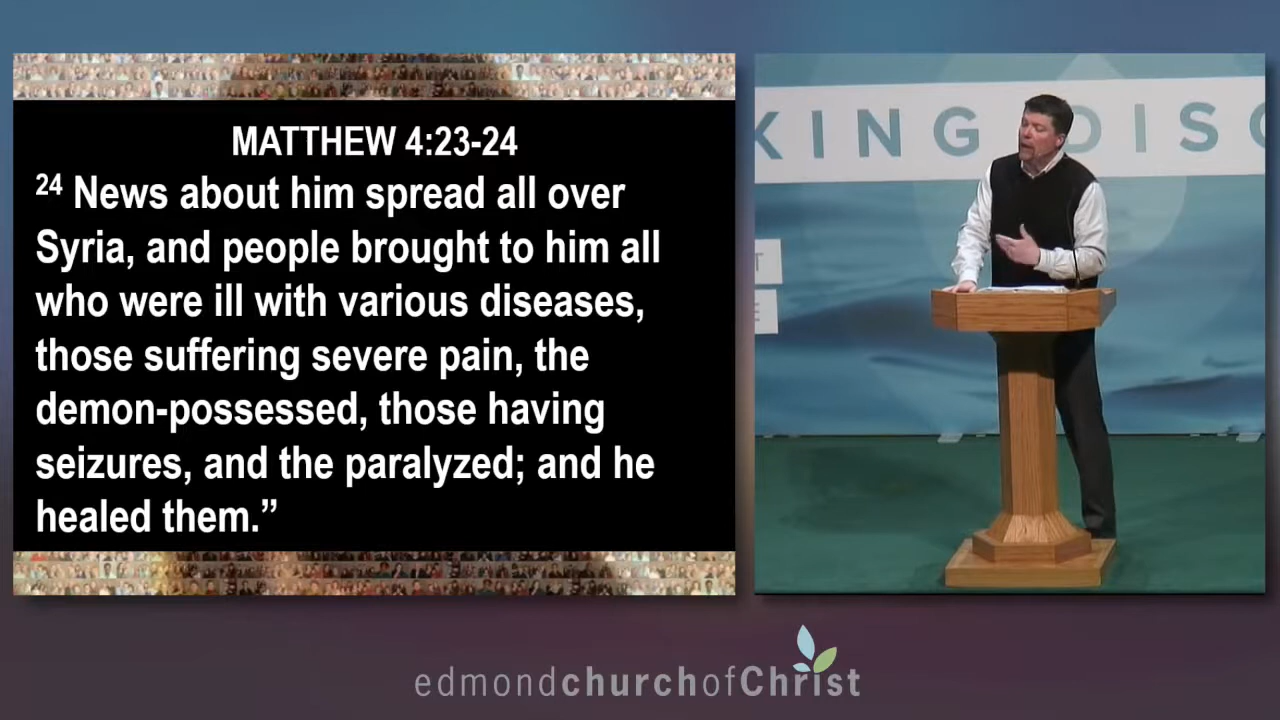 MATTHEW 4:23-24
24 News about him spread all over
Syria, and people brought to him all
who were ill with various diseases,
those suffering severe pain, the
demon-possessed, those having
seizures, and the paralyzed; and he
healed them.”
KING DISC
T
E
edmondchurchofChrist